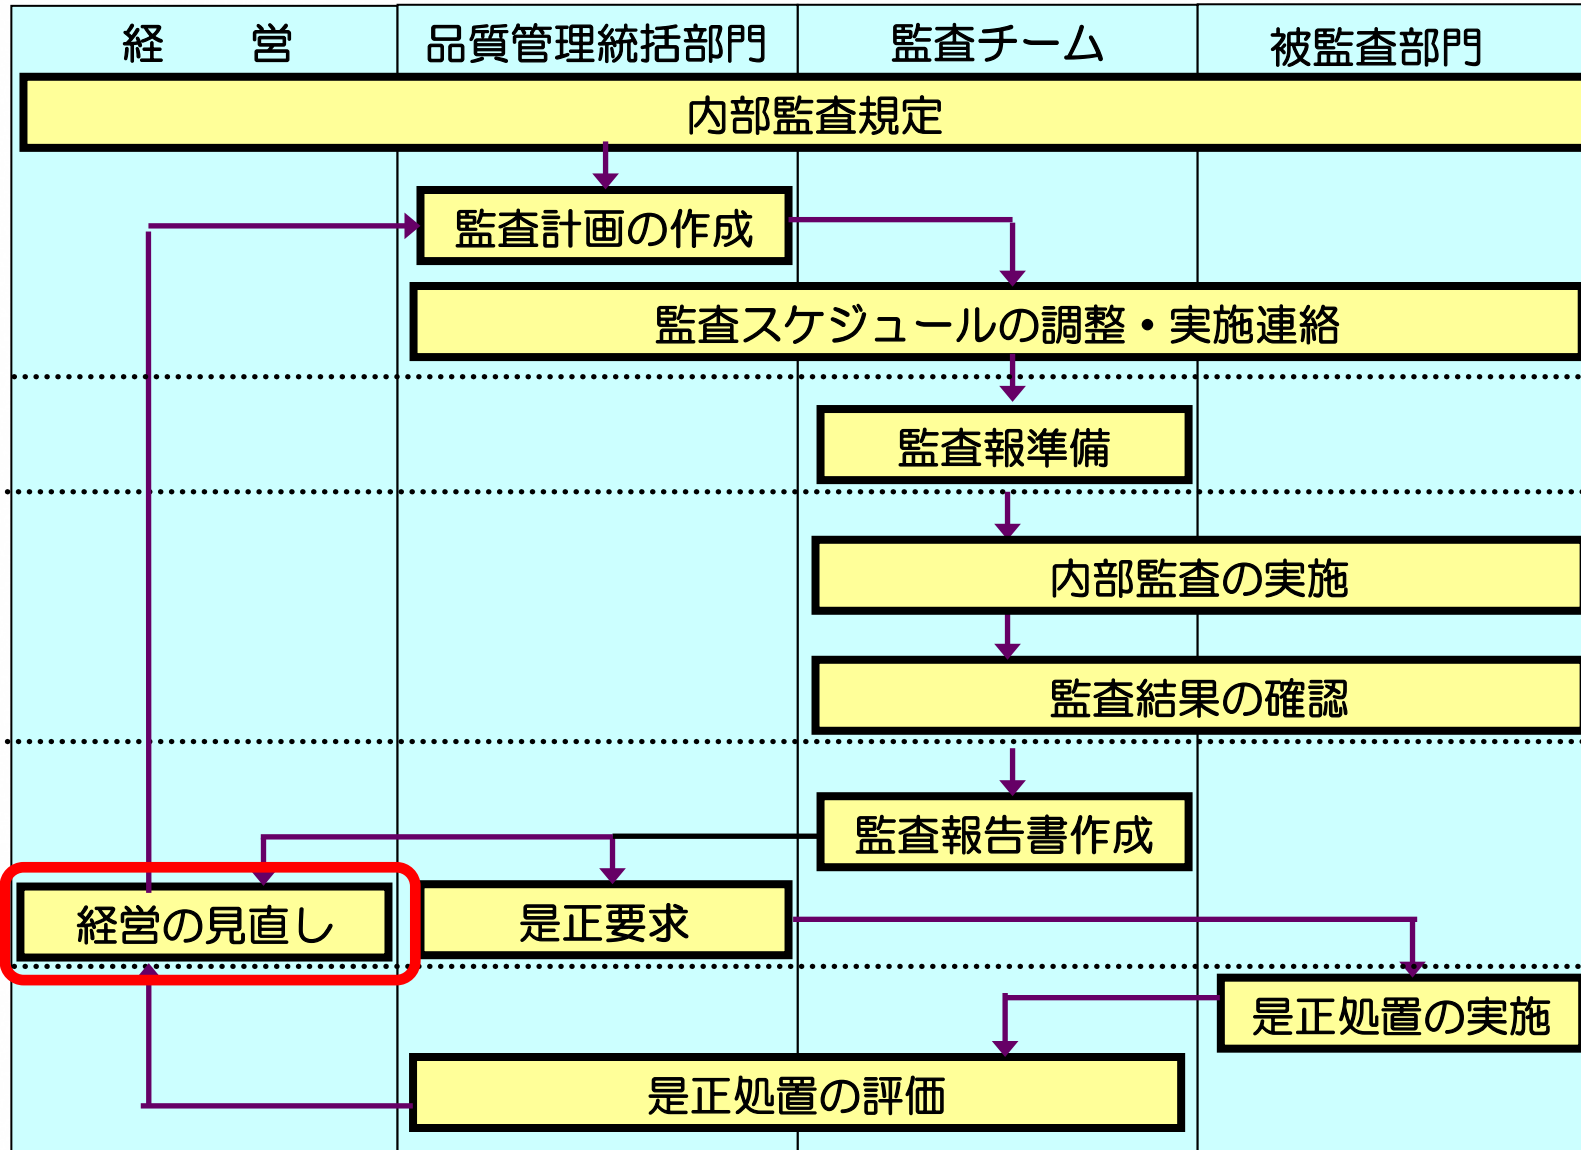 経　　営　品質管理統括部門　監査チーム　被監査部門
内部監査規定
監査計画の作成
監査スケジュールの調整・実施連絡
監査報準備
内部監査の実施
監査結果の確認
監査報告書作成
経営の見直し　是正要求
是正処置の実施
是正処置の評価